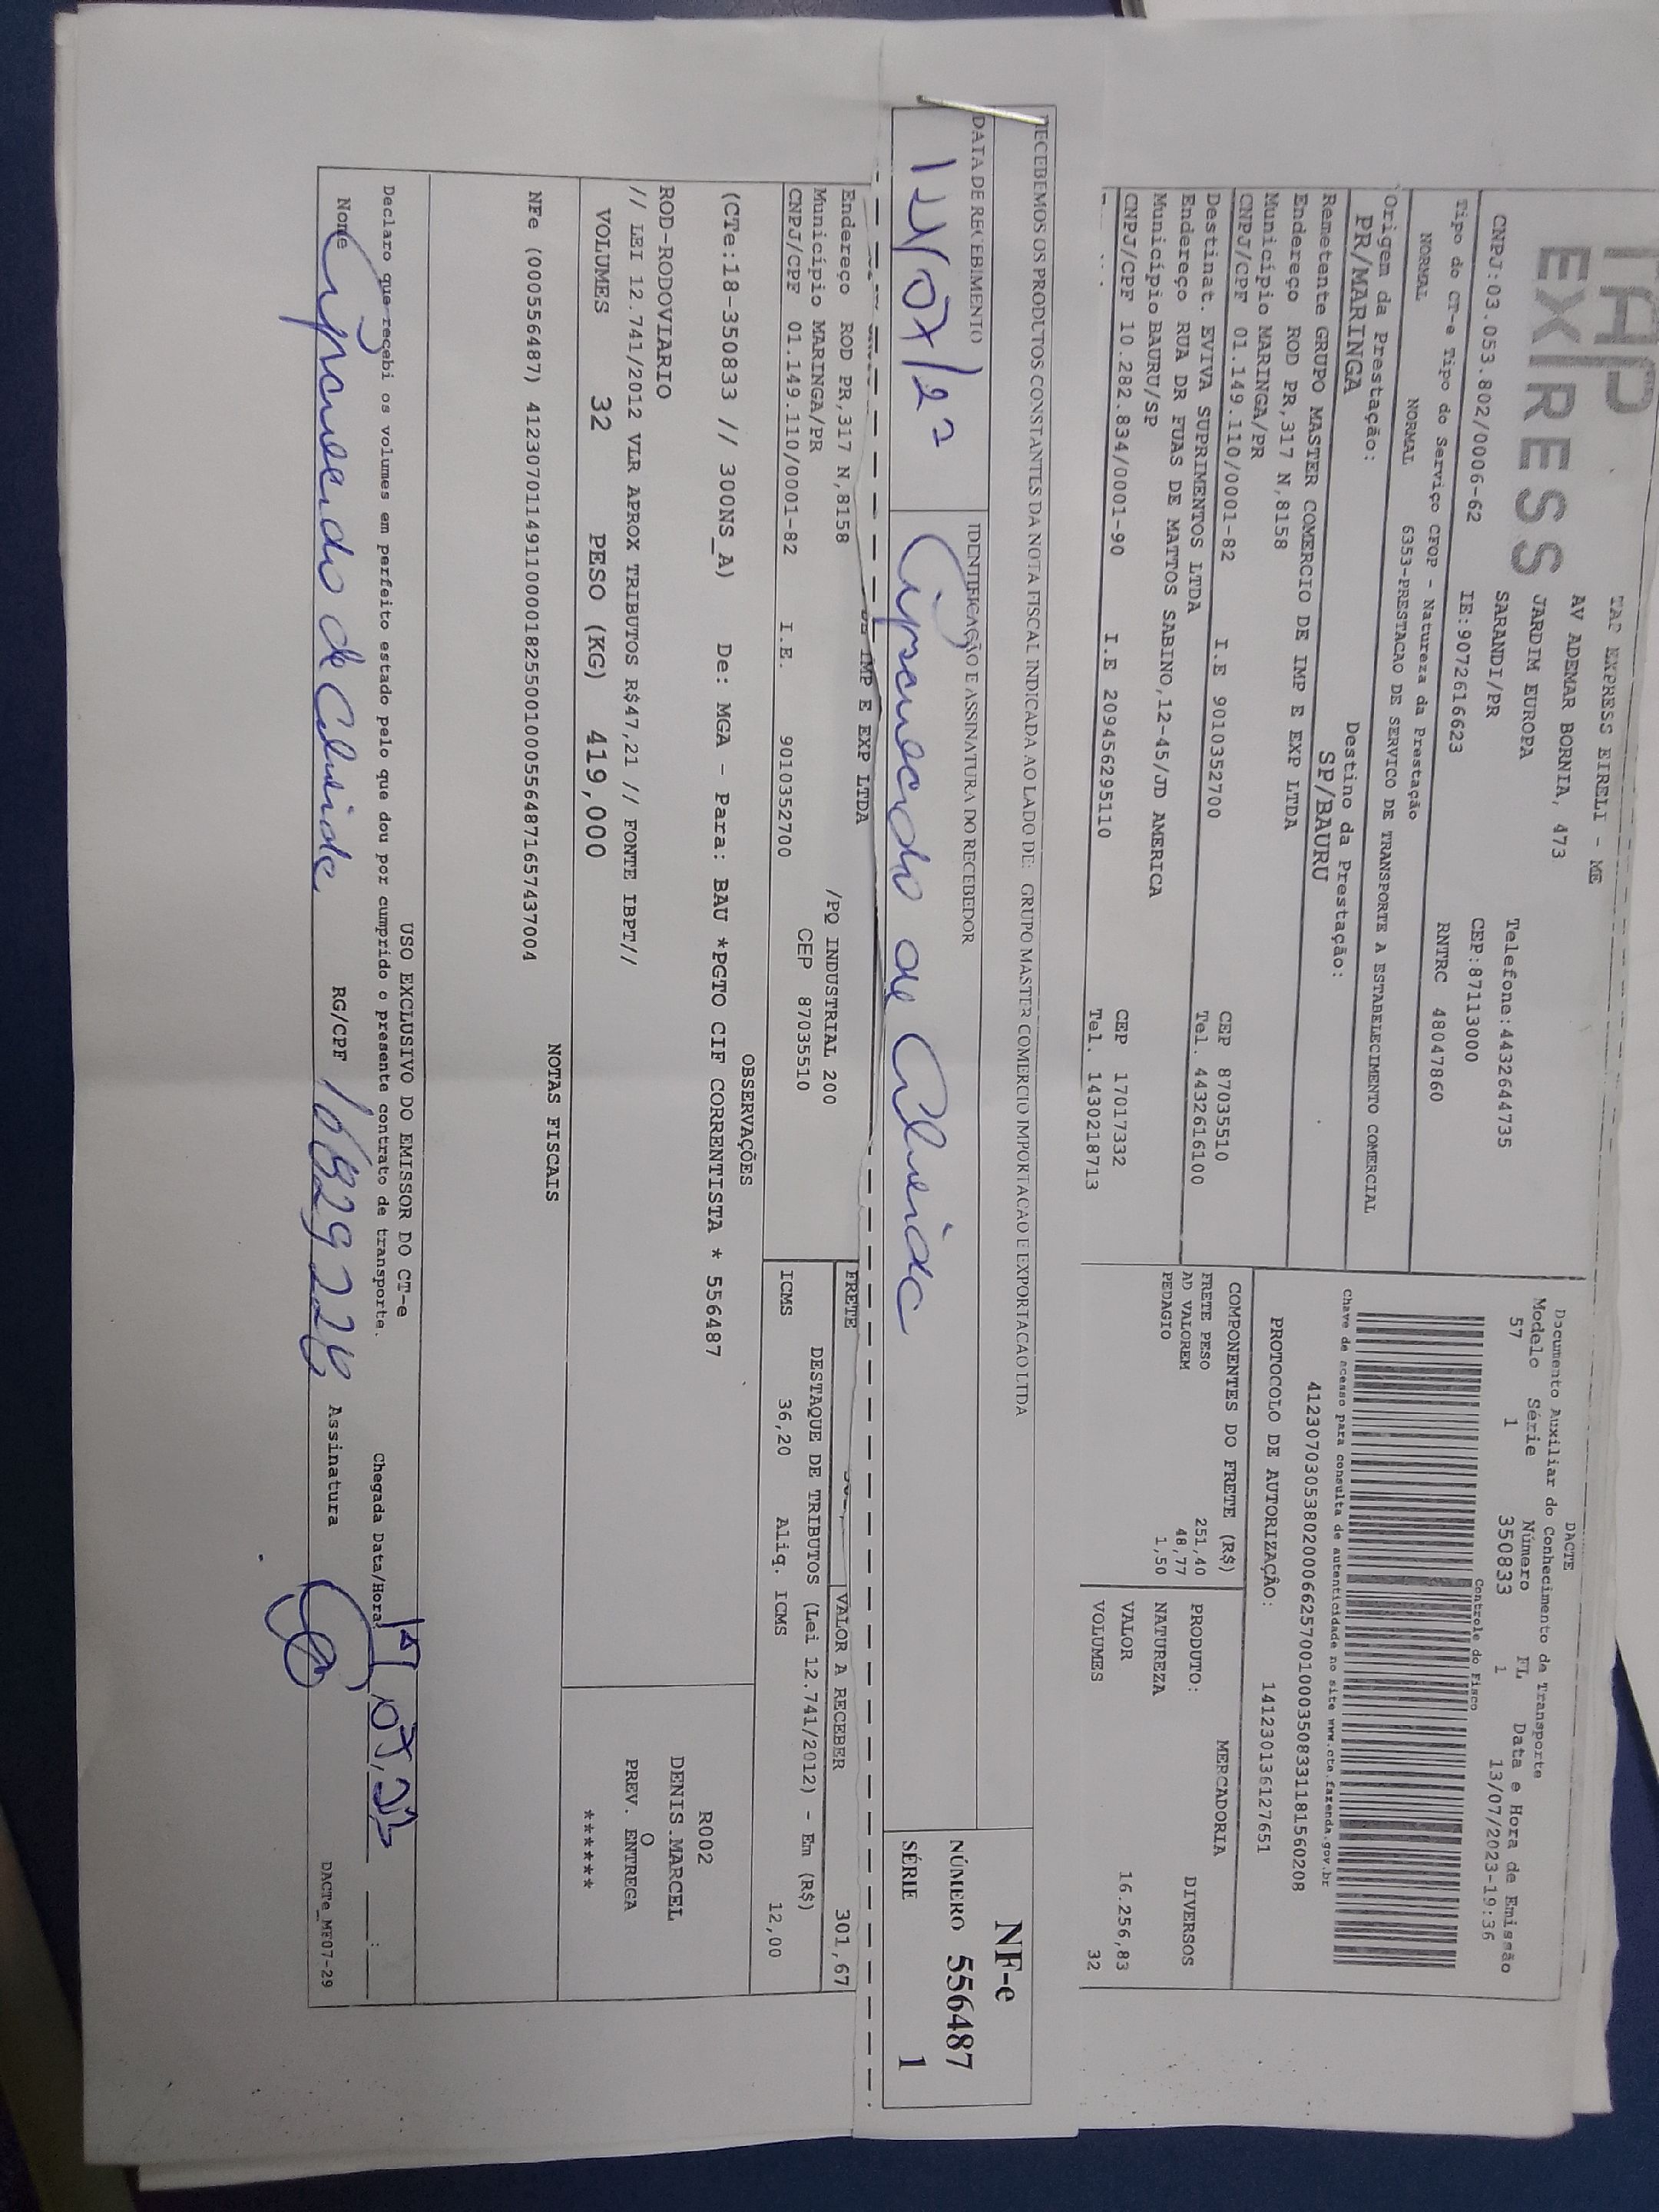 TAP
EXPRESS
TAP EXPRESS EIRELI - ME
AV ADEMAR BORNIA, 473
JARDIM EUROPA
SARANDI/PR
Telefone:4432644735
CEP:87113000
CNPJ:03.053.802/0006-62
IE:9072616623
RNTRC 48047860
Tipo do CT-e Tipo do Serviço CFOP - Natureza da Prestação
NORMAL NORMAL 6353-PRESTACAO DE SERVICO DE TRANSPORTE A ESTABELECIMENTO COMERCIAL
Origem da Prestação: Destino da Prestação:
PR/MARINGA SP/BAURU
Remetente GRUPO MASTER COMERCIO DE IMP E EXP LTDA
Endereço ROD PR,317 N,8158
Município MARINGA/PR CEP 87035510
CNPJ/CPF 01.149.110/0001-82 I.E 9010352700 Tel. 4432616100
Destinat. EVIVA SUPRIMENTOS LTDA
Endereço RUA DR FUAS DE MATTOS SABINO,12-45/JD AMERICA
Município BAURU/SP CEP 17017332
CNPJ/CPF 10.282.834/0001-90 I.E 209456295110 Tel. 1430218713
DACTE
Documento Auxiliar do Conhecimento de Transporte
Modelo Série Número FL Data e Hora de Emissão
57 1 350833 1 13/07/2023-19:36
Controle do Fisco
Chave de acesso para consulta de autenticidade no site www.cte.fazenda.gov.br
41230703053802000662570010003508331181560208
PROTOCOLO DE AUTORIZAÇÃO: 141230136127651
COMPONENTES DO FRETE (R$)
FRETE PESO 251,40
AD VALOREM 48,77
PEDAGIO 1,50
MERCADORIA
PRODUTO: DIVERSOS
NATUREZA
VALOR 16.256,83
VOLUMES 32
RECEBEMOS OS PRODUTOS CONSTANTES DA NOTA FISCAL INDICADA AO LADO DE: GRUPO MASTER COMERCIO IMPORTACAO E EXPORTACAO LTDA
DATA DE RECEBIMENTO
IDENTIFICAÇÃO E ASSINATURA DO RECEBEDOR
NF-e
NÚMERO 556487
SÉRIE 1
IMP E EXP LTDA
Endereço ROD PR,317 N,8158 /PQ INDUSTRIAL 200
Município MARINGA/PR CEP 87035510
CNPJ/CPF 01.149.110/0001-82 I.E. 9010352700
FRETE
VALOR A RECEBER 301,67
DESTAQUE DE TRIBUTOS (Lei 12.741/2012) - Em (R$)
ICMS 36,20 Aliq. ICMS 12,00
OBSERVAÇÕES
(CTe:18-350833 // 300NS_A) De: MGA - Para: BAU *PGTO CIF CORRENTISTA * 556487
ROD-RODOVIARIO
// LEI 12.741/2012 VLR APROX TRIBUTOS R$47,21 // FONTE IBPT//
VOLUMES 32 PESO (KG) 419,000
R002
DENIS.MARCEL
O
PREV. ENTREGA
******
NOTAS FISCAIS
NFe (000556487) 41230701149110000182550010005564871657437004
USO EXCLUSIVO DO EMISSOR DO CT-e
Declaro que recebi os volumes em perfeito estado pelo que dou por cumprido o presente contrato de transporte.
Chegada Data/Hora
Nome RG/CPF Assinatura
DACTe_MF07-29